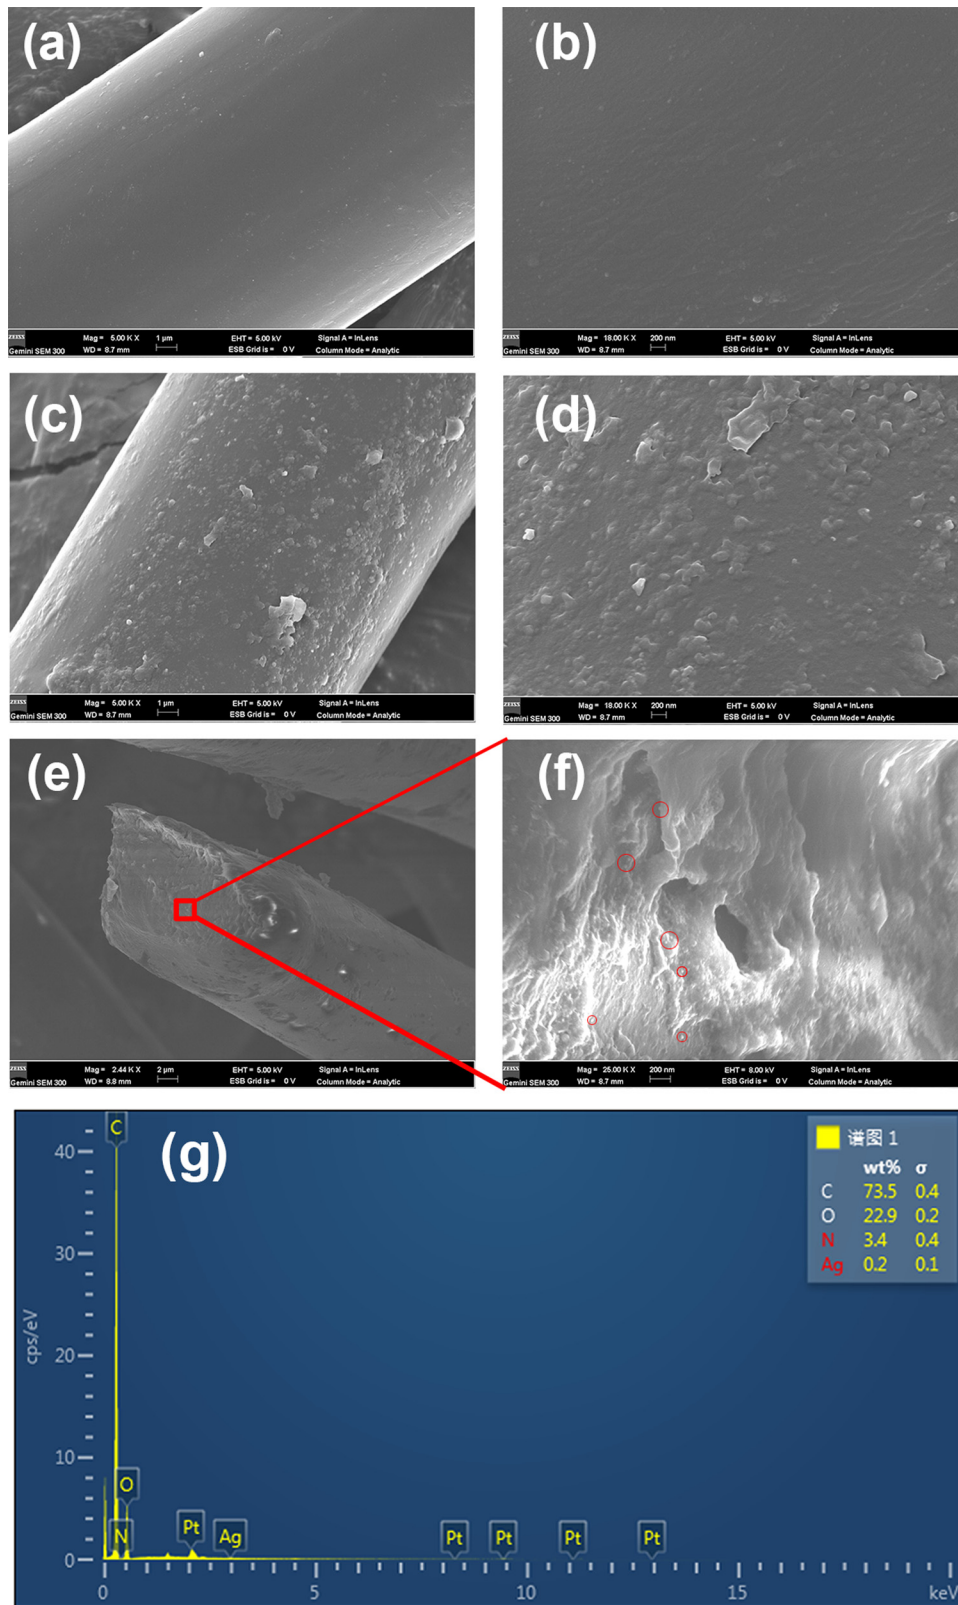 (a)
ZEISS
Gemini SEM 300
Mag = 5.00 K X
WD = 8.7 mm
1 µm
EHT = 5.00 kV
ESB Grid is = 0 V
Signal A = InLens
Column Mode = Analytic
(b)
ZEISS
Gemini SEM 300
Mag = 18.00 K X
WD = 8.7 mm
200 nm
EHT = 5.00 kV
ESB Grid is = 0 V
Signal A = InLens
Column Mode = Analytic
(c)
ZEISS
Gemini SEM 300
Mag = 5.00 K X
WD = 8.7 mm
1 µm
EHT = 5.00 kV
ESB Grid is = 0 V
Signal A = InLens
Column Mode = Analytic
(d)
ZEISS
Gemini SEM 300
Mag = 18.00 K X
WD = 8.7 mm
200 nm
EHT = 5.00 kV
ESB Grid is = 0 V
Signal A = InLens
Column Mode = Analytic
(e)
ZEISS
Gemini SEM 300
Mag = 2.44 K X
WD = 8.8 mm
2 µm
EHT = 5.00 kV
ESB Grid is = 0 V
Signal A = InLens
Column Mode = Analytic
(f)
ZEISS
Gemini SEM 300
Mag = 25.00 K X
WD = 8.7 mm
200 nm
EHT = 8.00 kV
ESB Grid is = 0 V
Signal A = InLens
Column Mode = Analytic
(g)
谱图 1
wt% σ
C 73.5 0.4
O 22.9 0.2
N 3.4 0.4
Ag 0.2 0.1
cps/eV
40
30
20
10
0
C
O
N
Pt
Ag
Pt
Pt
Pt
Pt
0 5 10 15 keV